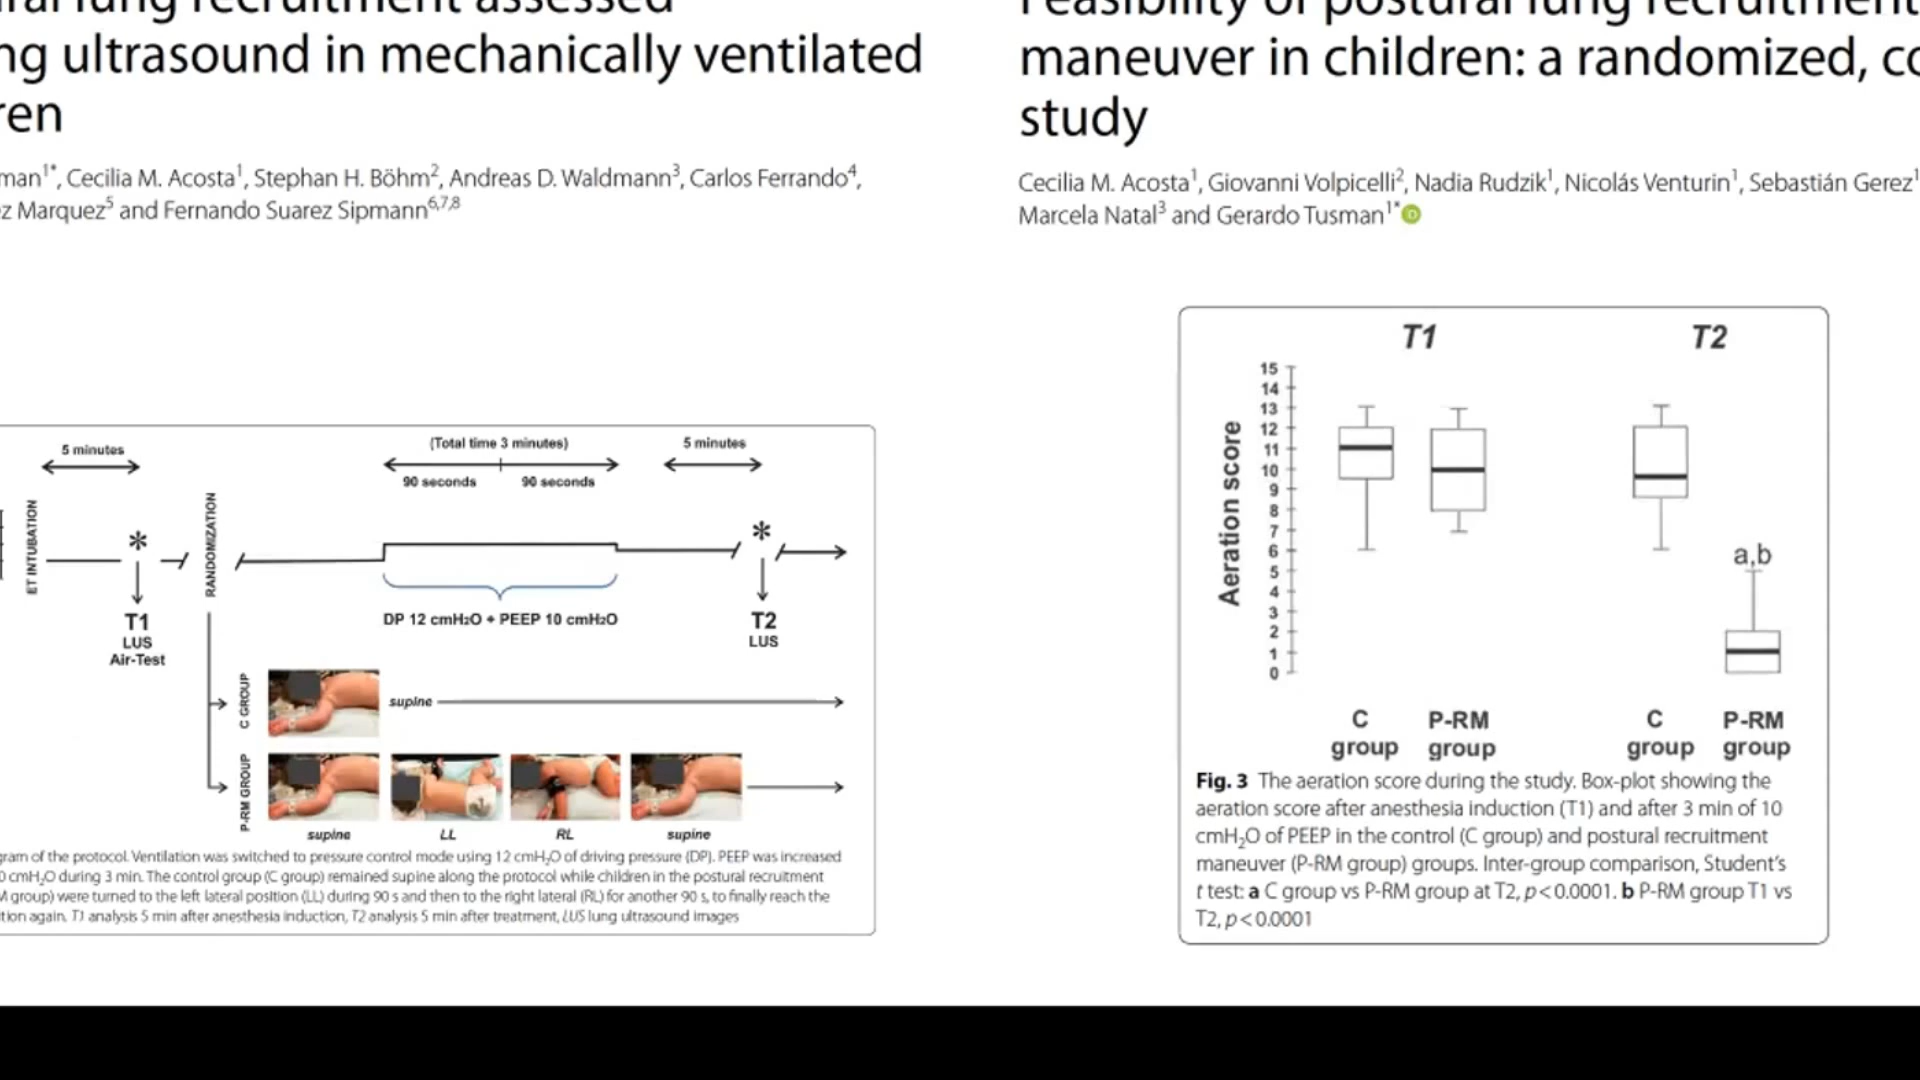 ng ultrasound in mechanically ventilated
ren
man1*, Cecilia M. Acosta1, Stephan H. Böhm2, Andreas D. Waldmann3, Carlos Ferrando4,
z Marquez5 and Fernando Suarez Sipmann6,7,8
5 minutes
(Total time 3 minutes)
5 minutes
90 seconds
90 seconds
ET INTUBATION
*
RANDOMIZATION
*
T1
LUS
Air-Test
DP 12 cmH2O + PEEP 10 cmH2O
T2
LUS
C GROUP
supine
P-RM GROUP
supine
LL
RL
supine
gram of the protocol. Ventilation was switched to pressure control mode using 12 cmH2O of driving pressure (DP). PEEP was increased
0 cmH2O during 3 min. The control group (C group) remained supine along the protocol while children in the postural recruitment
M group) were turned to the left lateral position (LL) during 90 s and then to the right lateral (RL) for another 90 s, to finally reach the
tion again. T1 analysis 5 min after anesthesia induction, T2 analysis 5 min after treatment, LUS lung ultrasound images
Feasibility of postural lung recruitment
maneuver in children: a randomized, co
study
Cecilia M. Acosta1, Giovanni Volpicelli2, Nadia Rudzik1, Nicolás Venturin1, Sebastián Gerez1
Marcela Natal3 and Gerardo Tusman1*
T1
T2
Aeration score
15
14
13
12
11
10
9
8
7
6
5
4
3
2
1
0
a,b
C
group
P-RM
group
C
group
P-RM
group
Fig. 3 The aeration score during the study. Box-plot showing the
aeration score after anesthesia induction (T1) and after 3 min of 10
cmH2O of PEEP in the control (C group) and postural recruitment
maneuver (P-RM group) groups. Inter-group comparison, Student's
t test: a C group vs P-RM group at T2, p<0.0001. b P-RM group T1 vs
T2, p<0.0001